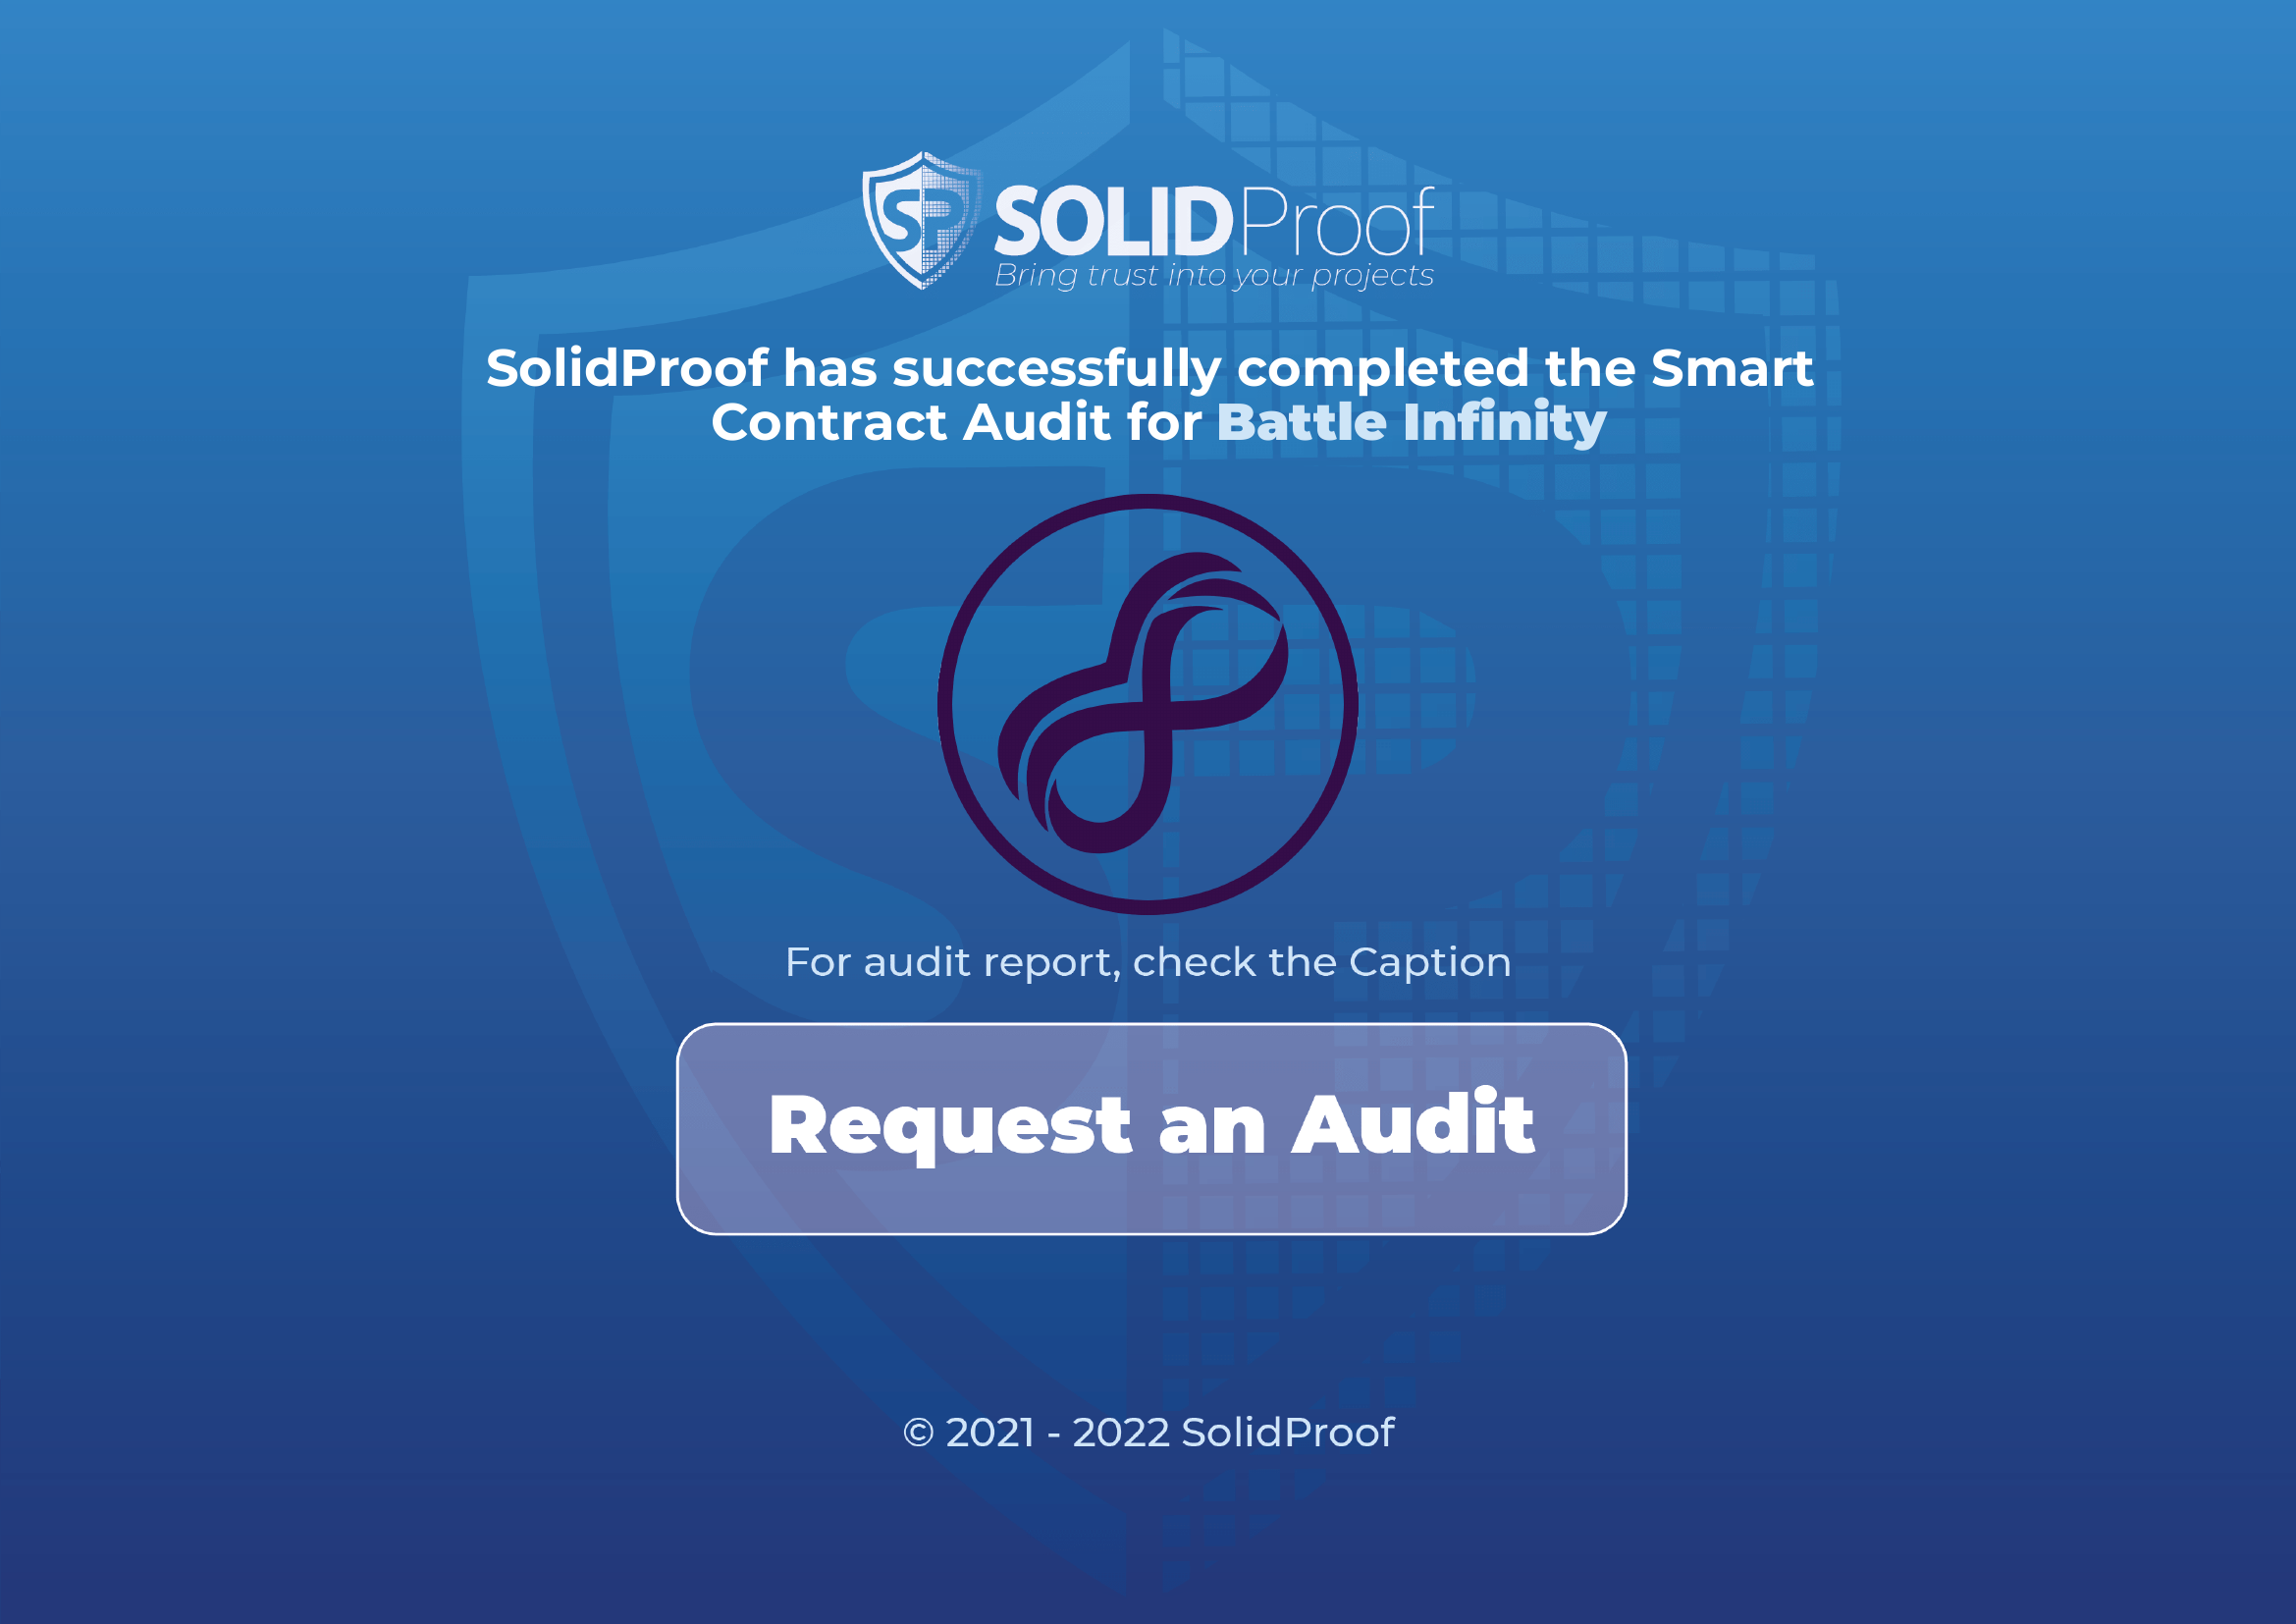 SP SOLIDProof
Bring trust into your projects
SolidProof has successfully completed the Smart
Contract Audit for Battle Infinity
For audit report, check the Caption
Request an Audit
© 2021 - 2022 SolidProof